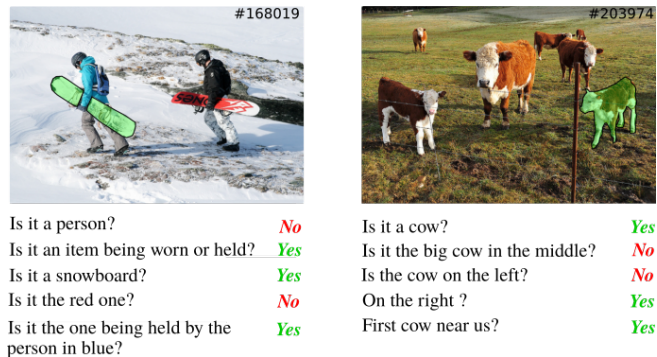 #168019
Is it a person? No
Is it an item being worn or held? Yes
Is it a snowboard? Yes
Is it the red one? No
Is it the one being held by the person in blue? Yes
#203974
Is it a cow? Yes
Is it the big cow in the middle? No
Is the cow on the left? No
On the right ? Yes
First cow near us? Yes